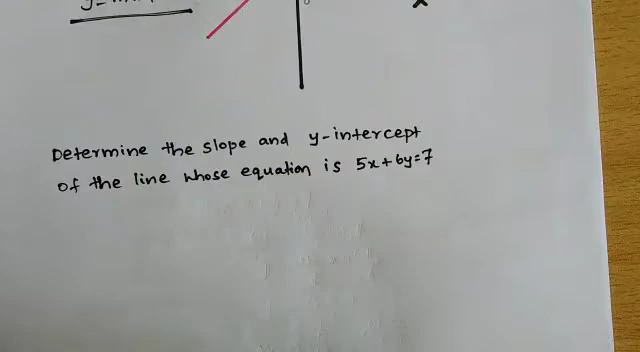 x
Determine the slope and y-intercept
of the line whose equation is 5x+6y=7